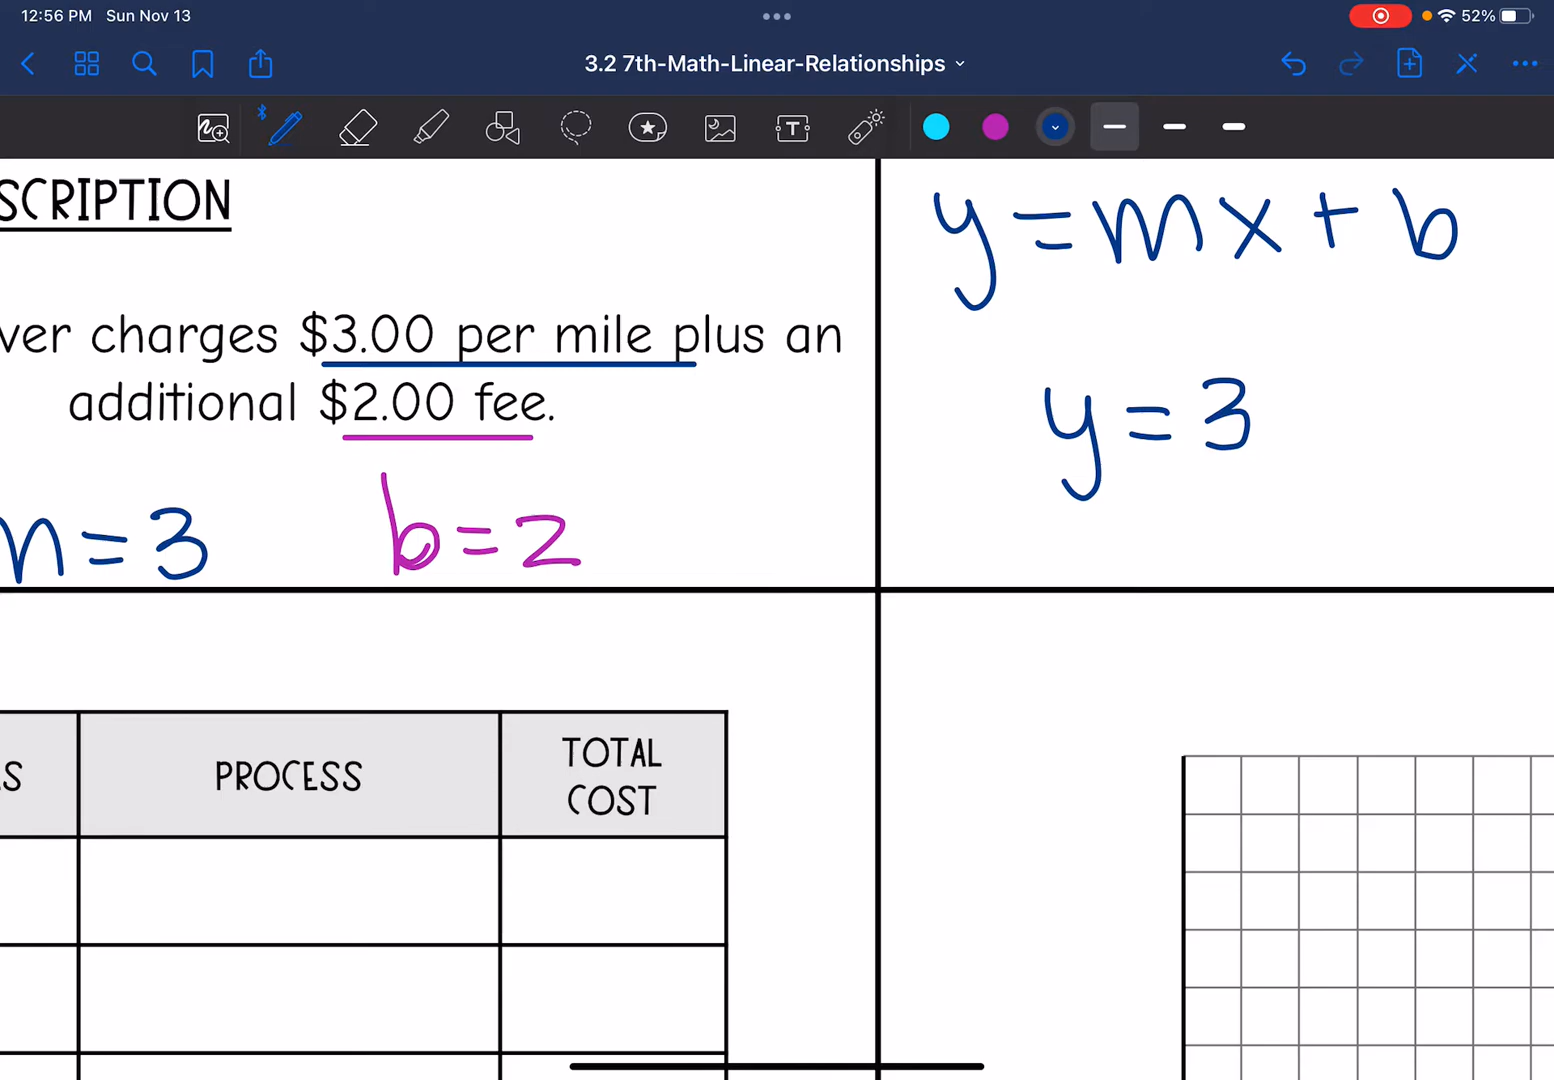 12:56 PM Sun Nov 13
52%
3.2 7th-Math-Linear-Relationships
T
SCRIPTION
ver charges $3.00 per mile plus an
additional $2.00 fee.
m = 3
b = 2
y = mx + b
y = 3
S
PROCESS
TOTAL
COST